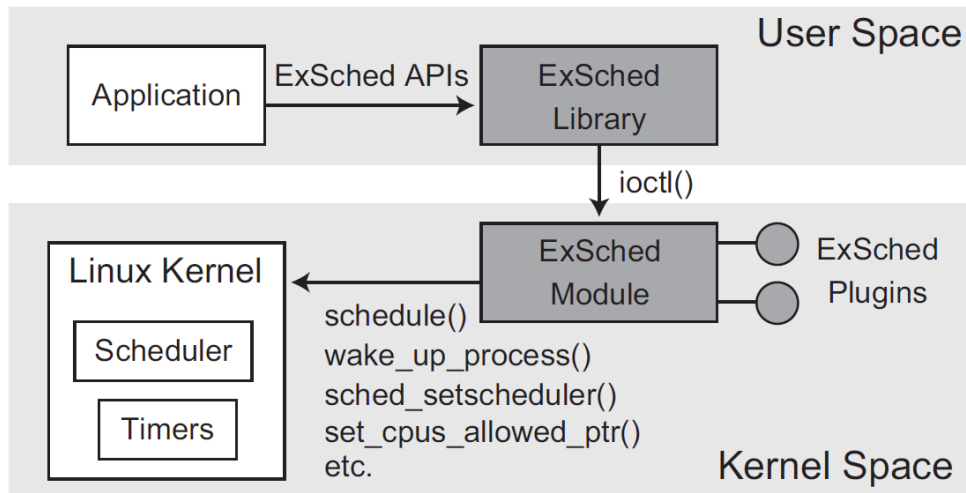 User Space
Application
ExSched APIs
ExSched
Library
ioctl()
Linux Kernel
Scheduler
Timers
ExSched
Module
ExSched
Plugins
schedule()
wake_up_process()
sched_setscheduler()
set_cpus_allowed_ptr()
etc.
Kernel Space